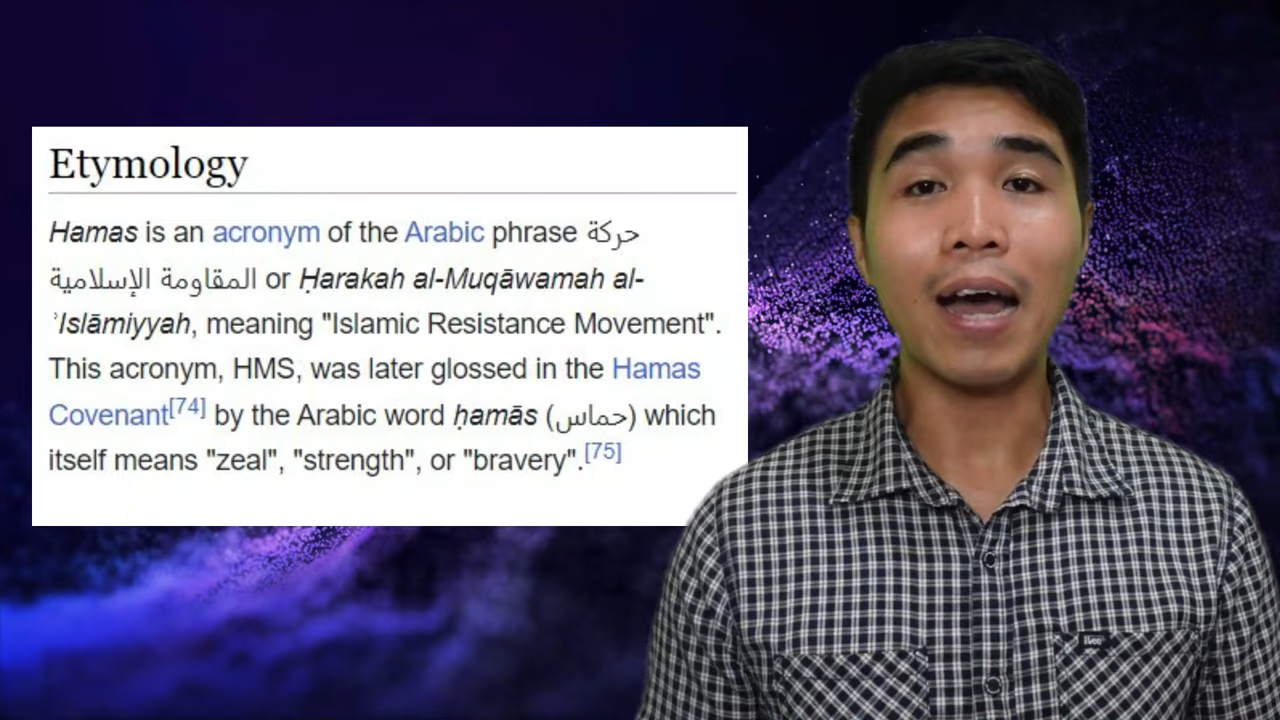 Etymology
Hamas is an acronym of the Arabic phrase حركة
المقاومة الإسلامية or Ḥarakah al-Muqāwamah al-
ʾIslāmiyyah, meaning "Islamic Resistance Movement".
This acronym, HMS, was later glossed in the Hamas
Covenant[74] by the Arabic word ḥamās (حماس) which
itself means "zeal", "strength", or "bravery".[75]